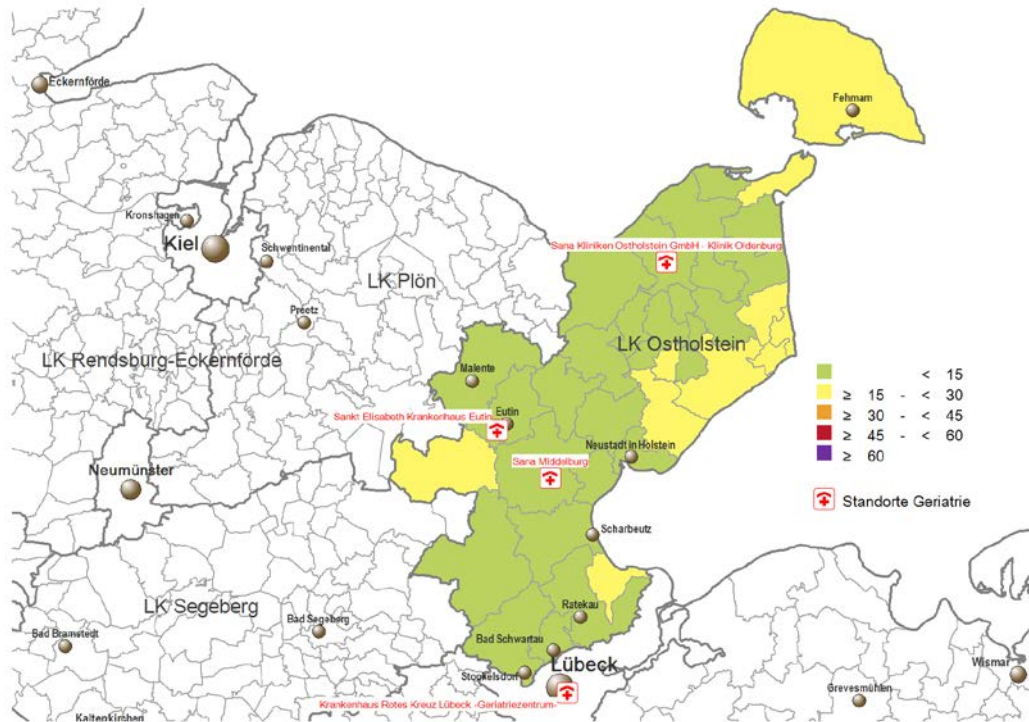 Eckernförde
Fehmarn
Kronshagen
Kiel
Schwentinental
Sana Kliniken Ostholstein GmbH - Klinik Oldenburg
LK Plön
Preetz
LK Rendsburg-Eckernförde
LK Ostholstein
Malente
< 15
≥ 15 - < 30
≥ 30 - < 45
≥ 45 - < 60
≥ 60
Sankt Elisabeth Krankenhaus Eutin
Eutin
Neustadt in Holstein
Sana Middelburg
Neumünster
Standorte Geriatrie
Scharbeutz
LK Segeberg
Ratekau
Bad Segeberg
Bad Bramstedt
Bad Schwartau
Lübeck
Stockelsdorf
Wismar
Krankenhaus Rotes Kreuz Lübeck -Geriatriezentrum-
Grevesmühlen
Kaltenkirchen